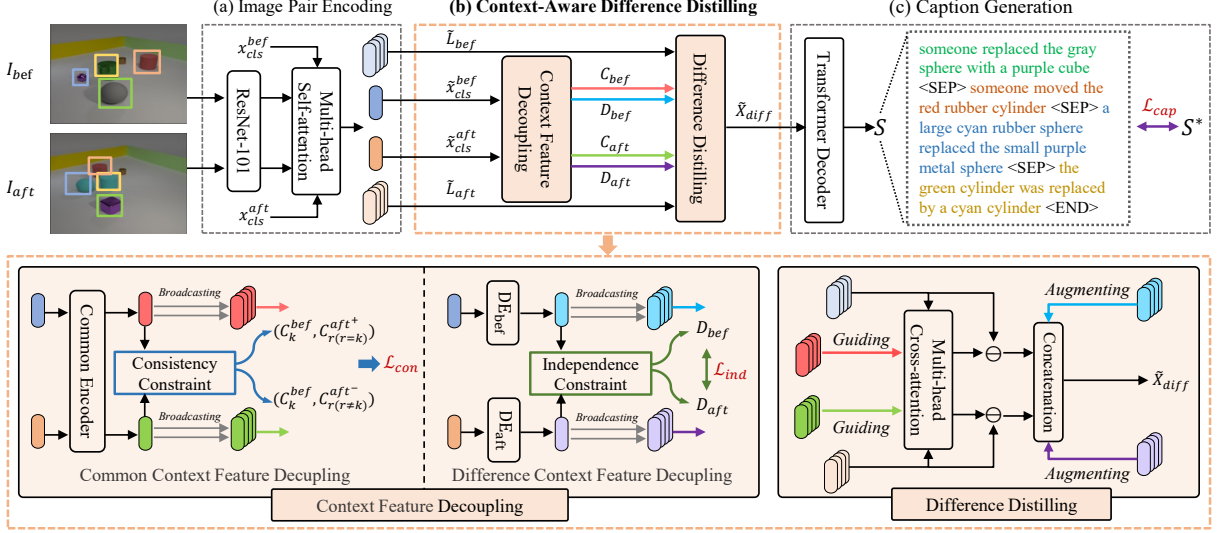 (a) Image Pair Encoding
(b) Context-Aware Difference Distilling
(c) Caption Generation
I_bef
I_aft
x_cls^bef
ResNet-101
Multi-head
Self-attention
x_cls^aft
L̃_bef
x̃_cls^bef
x̃_cls^aft
L̃_aft
Context Feature
Decoupling
C_bef
D_bef
C_aft
D_aft
Difference Distilling
X̃_diff
Transformer Decoder
S
someone replaced the gray
sphere with a purple cube
<SEP> someone moved the
red rubber cylinder <SEP> a
large cyan rubber sphere
replaced the small purple
metal sphere <SEP> the
green cylinder was replaced
by a cyan cylinder <END>
ℒ_cap
S*
Common Encoder
Broadcasting
Consistency
Constraint
Broadcasting
(C_k^bef, C_r(r=k)^aft+)
(C_k^bef, C_r(r≠k)^aft-)
ℒ_con
Common Context Feature Decupling
DE_bef
DE_aft
Broadcasting
Independence
Constraint
Broadcasting
D_bef
ℒ_ind
D_aft
Difference Context Feature Decupling
Context Feature Decoupling
Guiding
Guiding
Multi-head
Cross-attention
Augmenting
Concatenation
X̃_diff
Augmenting
Difference Distilling